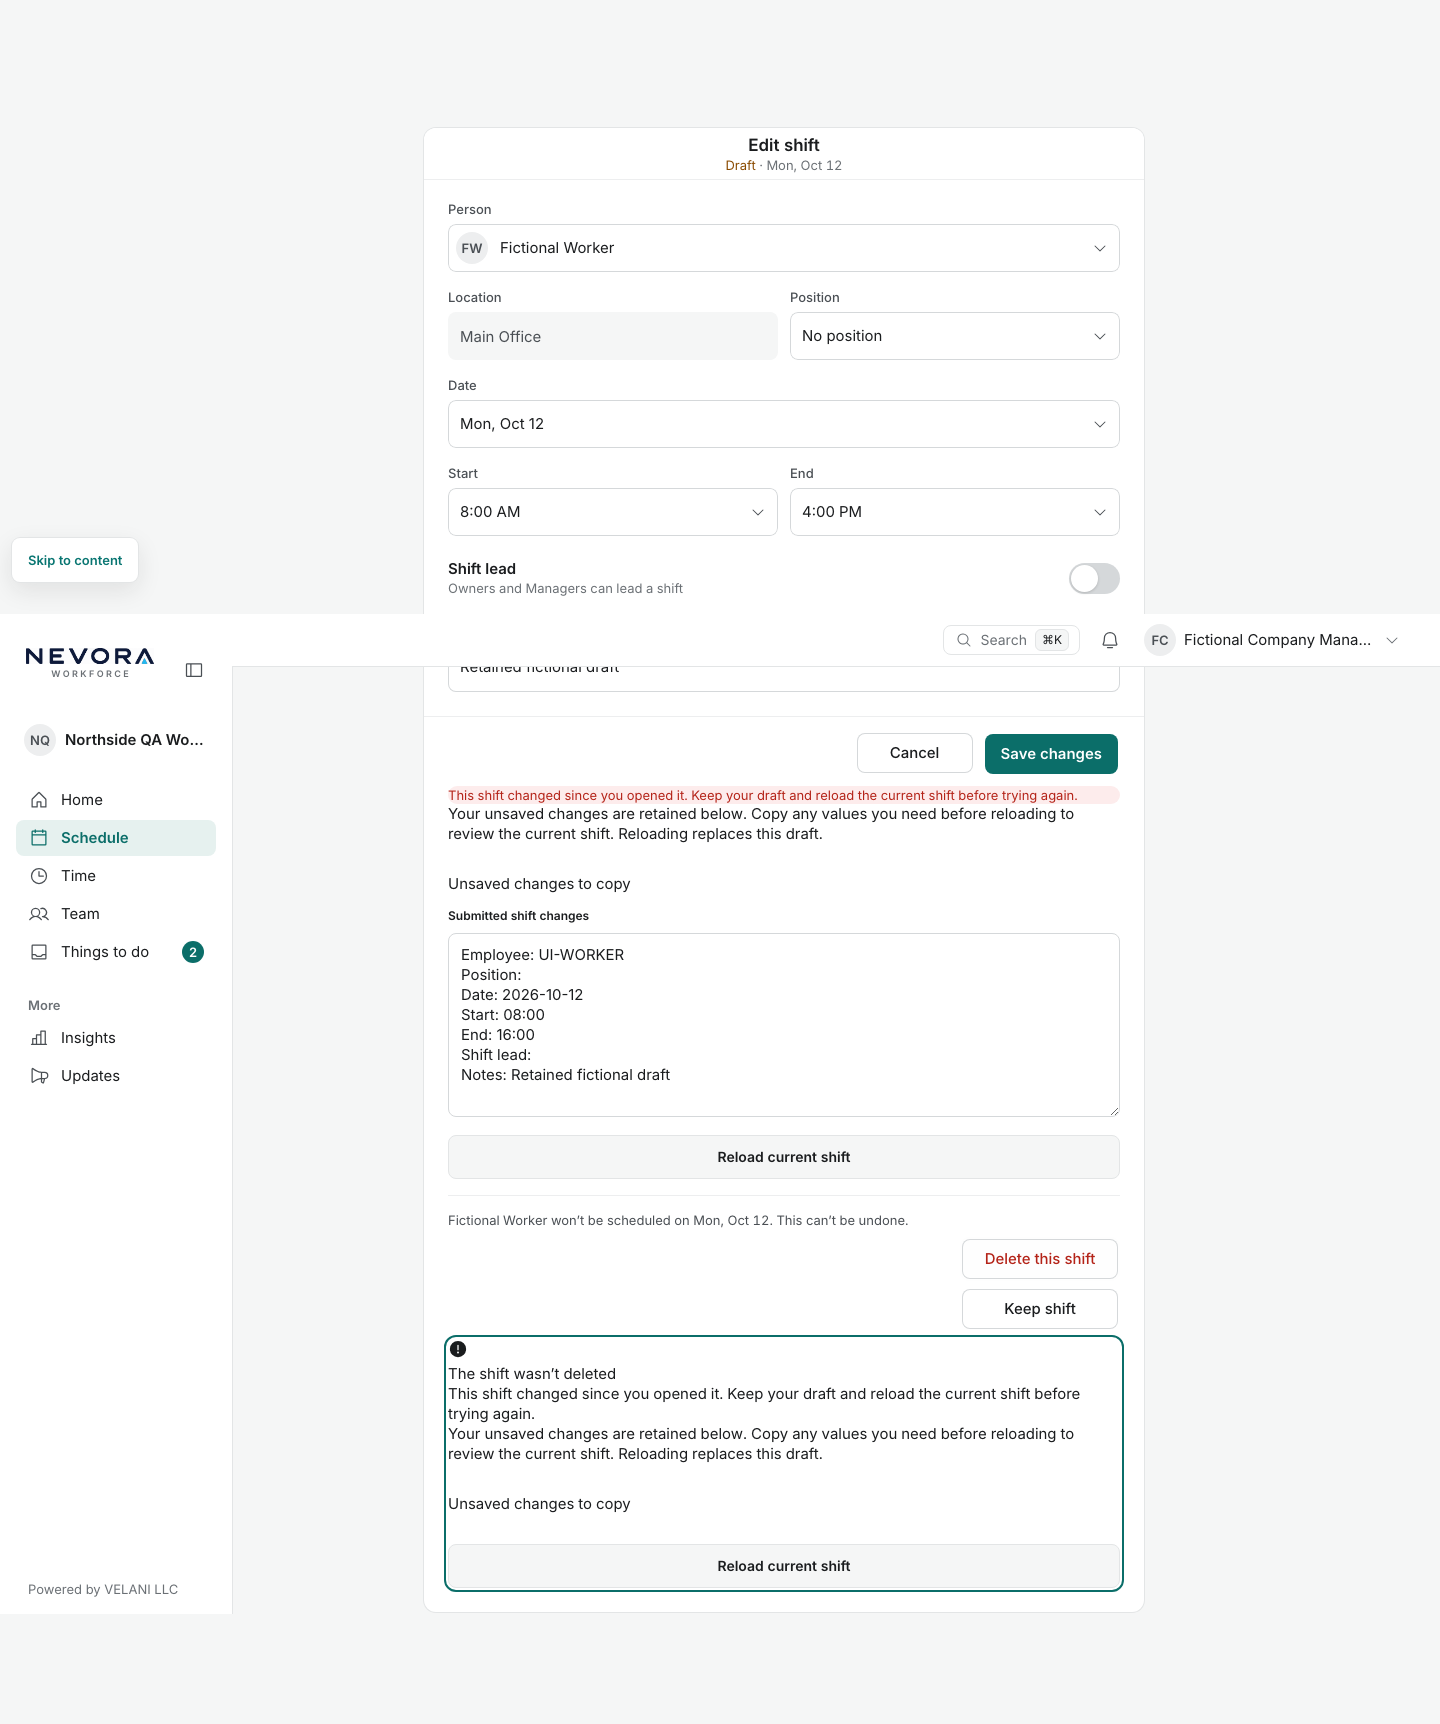 Edit shift
Draft · Mon, Oct 12
Person
FW Fictional Worker
Location
Position
Main Office
No position
Date
Mon, Oct 12
Start
End
8:00 AM
4:00 PM
Skip to content
Shift lead
Owners and Managers can lead a shift
NEVORA
WORKFORCE
Search ⌘K
FC Fictional Company Mana...
Retained fictional draft
NQ Northside QA Wo...
Home
Schedule
Time
Team
Things to do 2
More
Insights
Updates
Powered by VELANI LLC
Cancel
Save changes
This shift changed since you opened it. Keep your draft and reload the current shift before trying again.
Your unsaved changes are retained below. Copy any values you need before reloading to
review the current shift. Reloading replaces this draft.
Unsaved changes to copy
Submitted shift changes
Employee: UI-WORKER
Position:
Date: 2026-10-12
Start: 08:00
End: 16:00
Shift lead:
Notes: Retained fictional draft
Reload current shift
Fictional Worker won’t be scheduled on Mon, Oct 12. This can’t be undone.
Delete this shift
Keep shift
The shift wasn’t deleted
This shift changed since you opened it. Keep your draft and reload the current shift before
trying again.
Your unsaved changes are retained below. Copy any values you need before reloading to
review the current shift. Reloading replaces this draft.
Unsaved changes to copy
Reload current shift